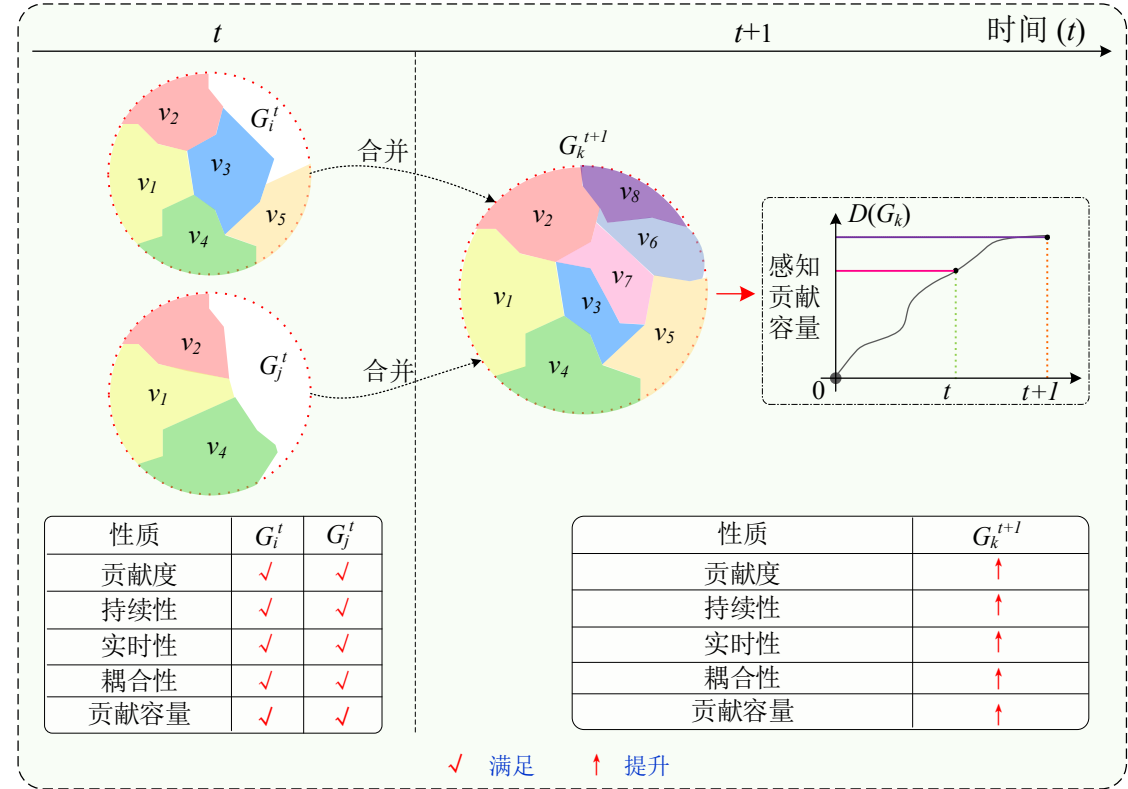 t
t+1
时间 (t)
v2
G_i^t
v3
v1
v5
v4
合并
G_k^{t+1}
v8
v2
v6
v7
v1
v3
v5
v4
v2
G_j^t
v1
v4
合并
D(G_k)
感知
贡献
容量
0
t
t+1
性质 G_i^t G_j^t
贡献度 √ √
持续性 √ √
实时性 √ √
耦合性 √ √
贡献容量 √ √
性质 G_k^{t+1}
贡献度 ↑
持续性 ↑
实时性 ↑
耦合性 ↑
贡献容量 ↑
√ 满足 ↑ 提升